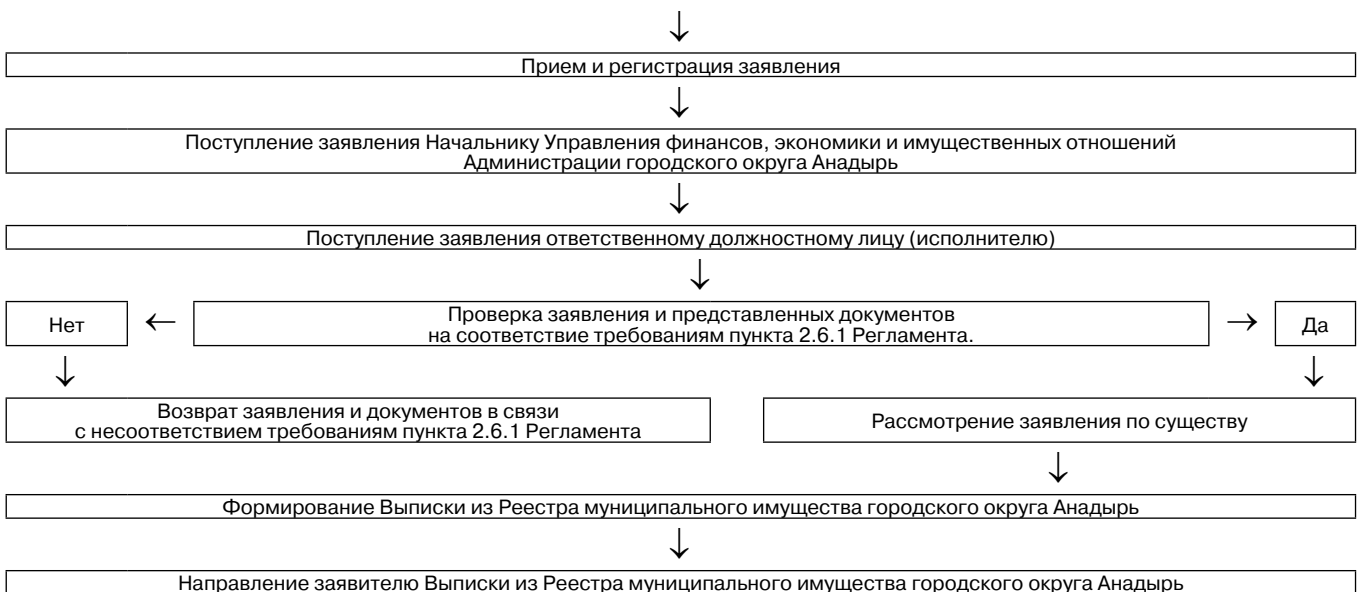 Прием и регистрация заявления
Поступление заявления Начальнику Управления финансов, экономики и имущественных отношений
Администрации городского округа Анадырь
Поступление заявления ответственному должностному лицу (исполнителю)
Нет
Проверка заявления и представленных документов
на соответствие требованиям пункта 2.6.1 Регламента.
Да
Возврат заявления и документов в связи
с несоответствием требованиям пункта 2.6.1 Регламента
Рассмотрение заявления по существу
Формирование Выписки из Реестра муниципального имущества городского округа Анадырь
Направление заявителю Выписки из Реестра муниципального имущества городского округа Анадырь